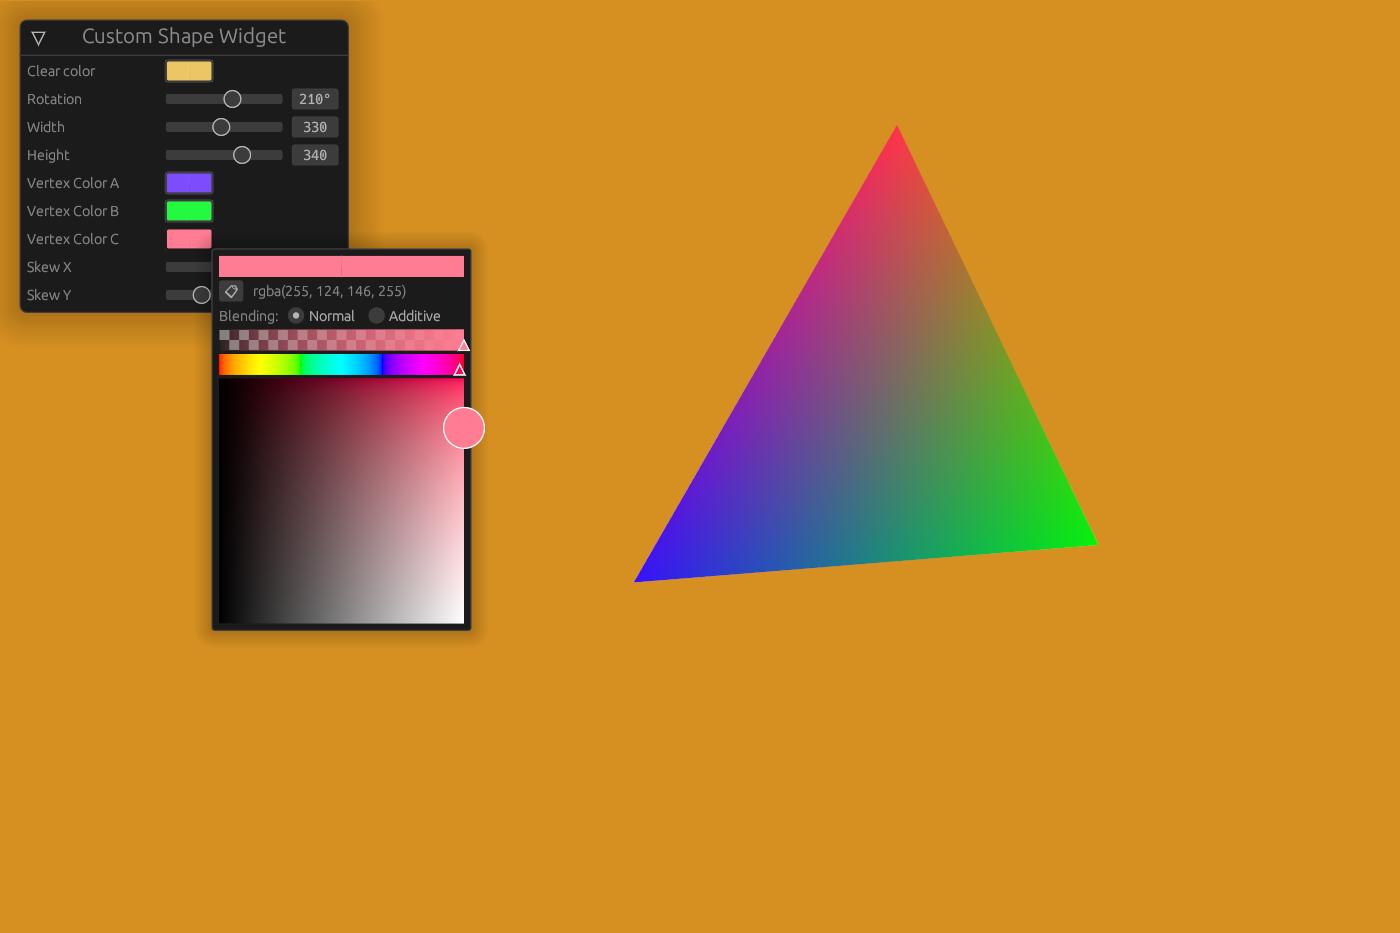 Custom Shape Widget
Clear color
Rotation 210°
Width 330
Height 340
Vertex Color A
Vertex Color B
Vertex Color C
Skew X
Skew Y
rgba(255, 124, 146, 255)
Blending: Normal Additive